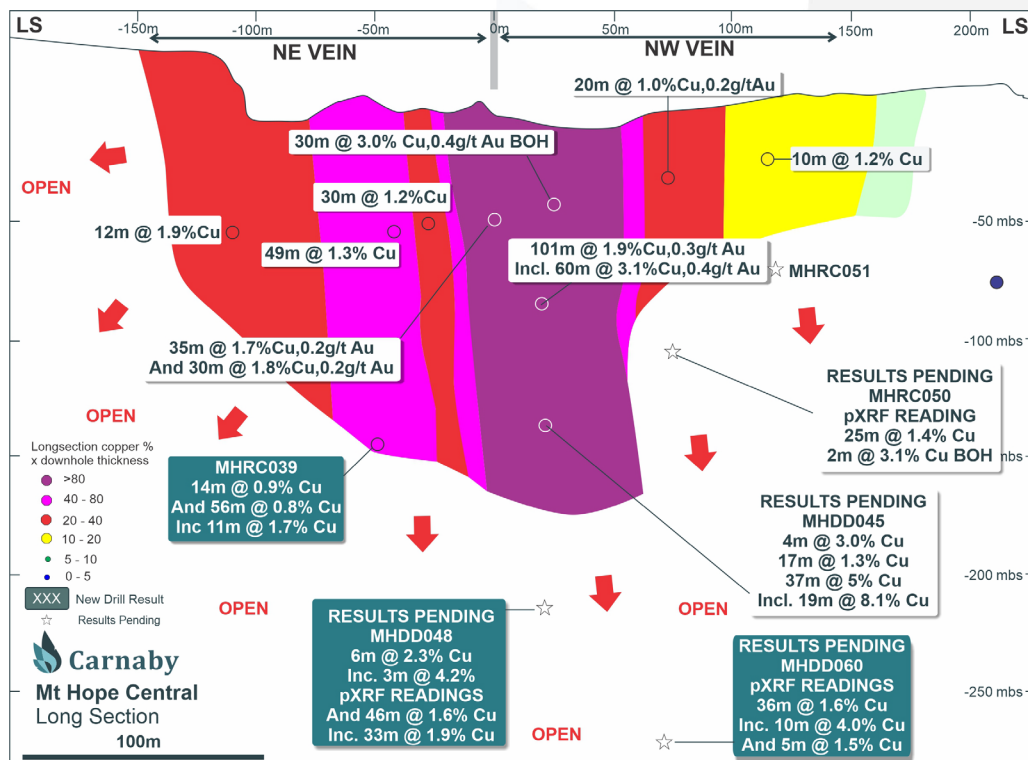 LS
-150m
-100m
-50m
0m
50m
100m
150m
200m
LS
NE VEIN
NW VEIN
20m @ 1.0%Cu,0.2g/tAu
30m @ 3.0% Cu,0.4g/t Au BOH
10m @ 1.2% Cu
OPEN
30m @ 1.2%Cu
-50 mbs
12m @ 1.9%Cu
49m @ 1.3% Cu
101m @ 1.9%Cu,0.3g/t Au
Incl. 60m @ 3.1%Cu,0.4g/t Au
MHRC051
35m @ 1.7%Cu,0.2g/t Au
And 30m @ 1.8%Cu,0.2g/t Au
-100 mbs
RESULTS PENDING
MHRC050
pXRF READING
25m @ 1.4% Cu
2m @ 3.1% Cu BOH
mbs
OPEN
Longsection copper %
x downhole thickness
>80
40 - 80
20 - 40
10 - 20
5 - 10
0 - 5
XXX New Drill Result
Results Pending
MHRC039
14m @ 0.9% Cu
And 56m @ 0.8% Cu
Inc 11m @ 1.7% Cu
RESULTS PENDING
MHDD045
4m @ 3.0% Cu
17m @ 1.3% Cu
37m @ 5% Cu
Incl. 19m @ 8.1% Cu
-200 mbs
OPEN
OPEN
RESULTS PENDING
MHDD048
6m @ 2.3% Cu
Inc. 3m @ 4.2%
pXRF READINGS
And 46m @ 1.6% Cu
Inc. 33m @ 1.9% Cu
RESULTS PENDING
MHDD060
pXRF READINGS
36m @ 1.6% Cu
Inc. 10m @ 4.0% Cu
And 5m @ 1.5% Cu
-250 mbs
OPEN
Carnaby
Mt Hope Central
Long Section
100m